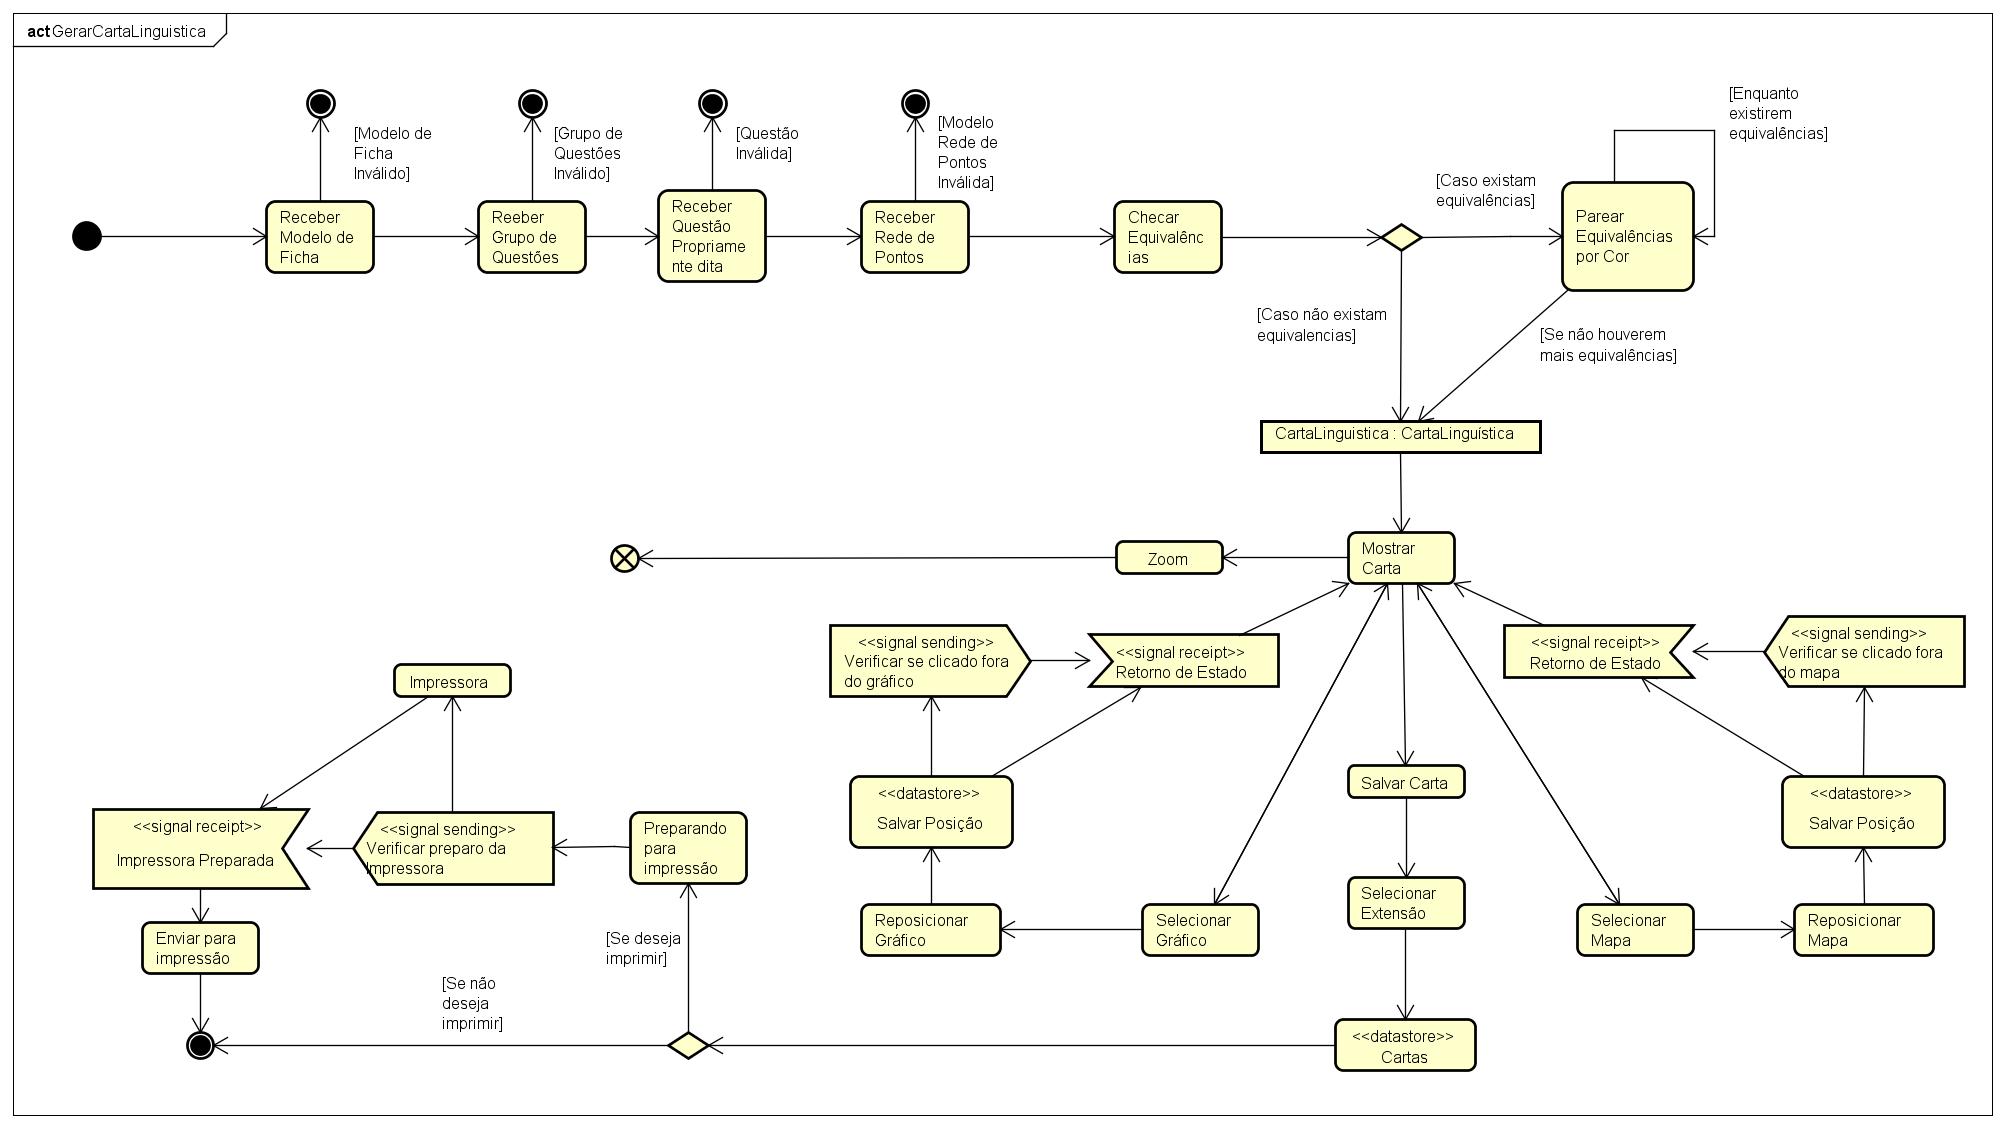 act GerarCartaLinguistica
[Modelo de
Ficha
Inválido]
[Grupo de
Questões
Inválido]
[Questão
Inválida]
[Modelo
Rede de
Pontos
Inválida]
[Enquanto
existirem
equivalências]
Receber
Modelo de
Ficha
Reeber
Grupo de
Questões
Receber
Questão
Propriame
nte dita
Receber
Rede de
Pontos
Checar
Equivalênc
ias
[Caso existam
equivalências]
Parear
Equivalências
por Cor
[Caso não existam
equivalencias]
[Se não houverem
mais equivalências]
CartaLinguistica : CartaLinguística
Zoom
Mostrar
Carta
<<signal sending>>
Verificar se clicado fora
do gráfico
<<signal receipt>>
Retorno de Estado
<<signal receipt>>
Retorno de Estado
<<signal sending>>
Verificar se clicado fora
do mapa
Impressora
<<signal receipt>>
Impressora Preparada
<<signal sending>>
Verificar preparo da
Impressora
Preparando
para
impressão
<<datastore>>
Salvar Posição
Salvar Carta
<<datastore>>
Salvar Posição
Enviar para
impressão
[Se deseja
imprimir]
Reposicionar
Gráfico
Selecionar
Gráfico
Selecionar
Extensão
Selecionar
Mapa
Reposicionar
Mapa
[Se não
deseja
imprimir]
<<datastore>>
Cartas